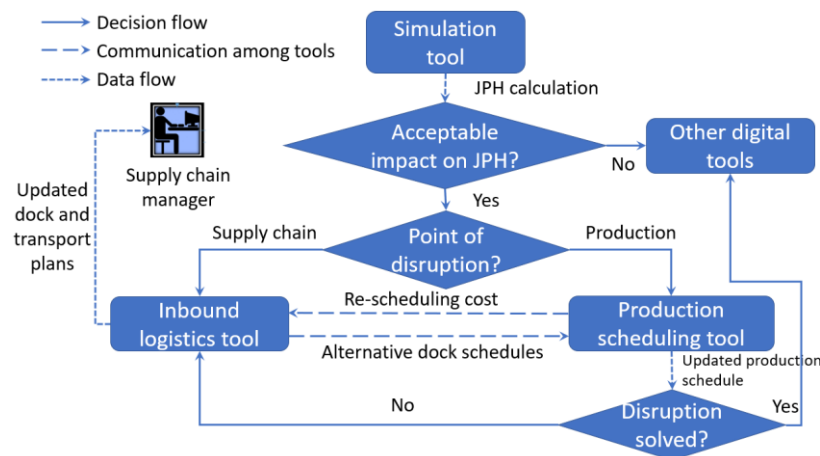 Decision flow
Communication among tools
Data flow
Simulation
tool
JPH calculation
Acceptable
impact on JPH?
Other digital
tools
No
Yes
Supply chain
manager
Updated
dock and
transport
plans
Supply chain
Point of
disruption?
Production
Inbound
logistics tool
Re-scheduling cost
Alternative dock schedules
Production
scheduling tool
Updated production
schedule
No
Disruption
solved?
Yes